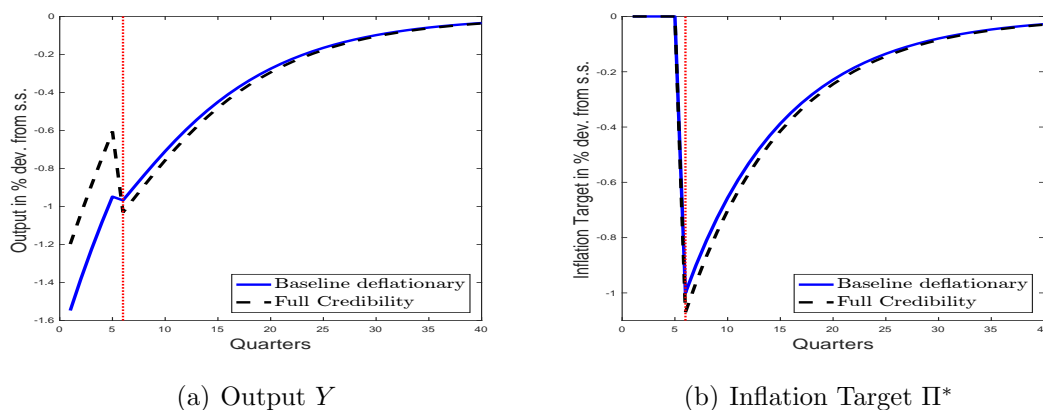 Output in % dev. from s.s.
0
-0.2
-0.4
-0.6
-0.8
-1
-1.2
-1.4
-1.6
Baseline deflationary
Full Credibility
0 5 10 15 20 25 30 35 40
Quarters
(a) Output Y
Inflation Target in % dev. from s.s.
0
-0.2
-0.4
-0.6
-0.8
-1
Baseline deflationary
Full Credibility
0 5 10 15 20 25 30 35 40
Quarters
(b) Inflation Target Π*